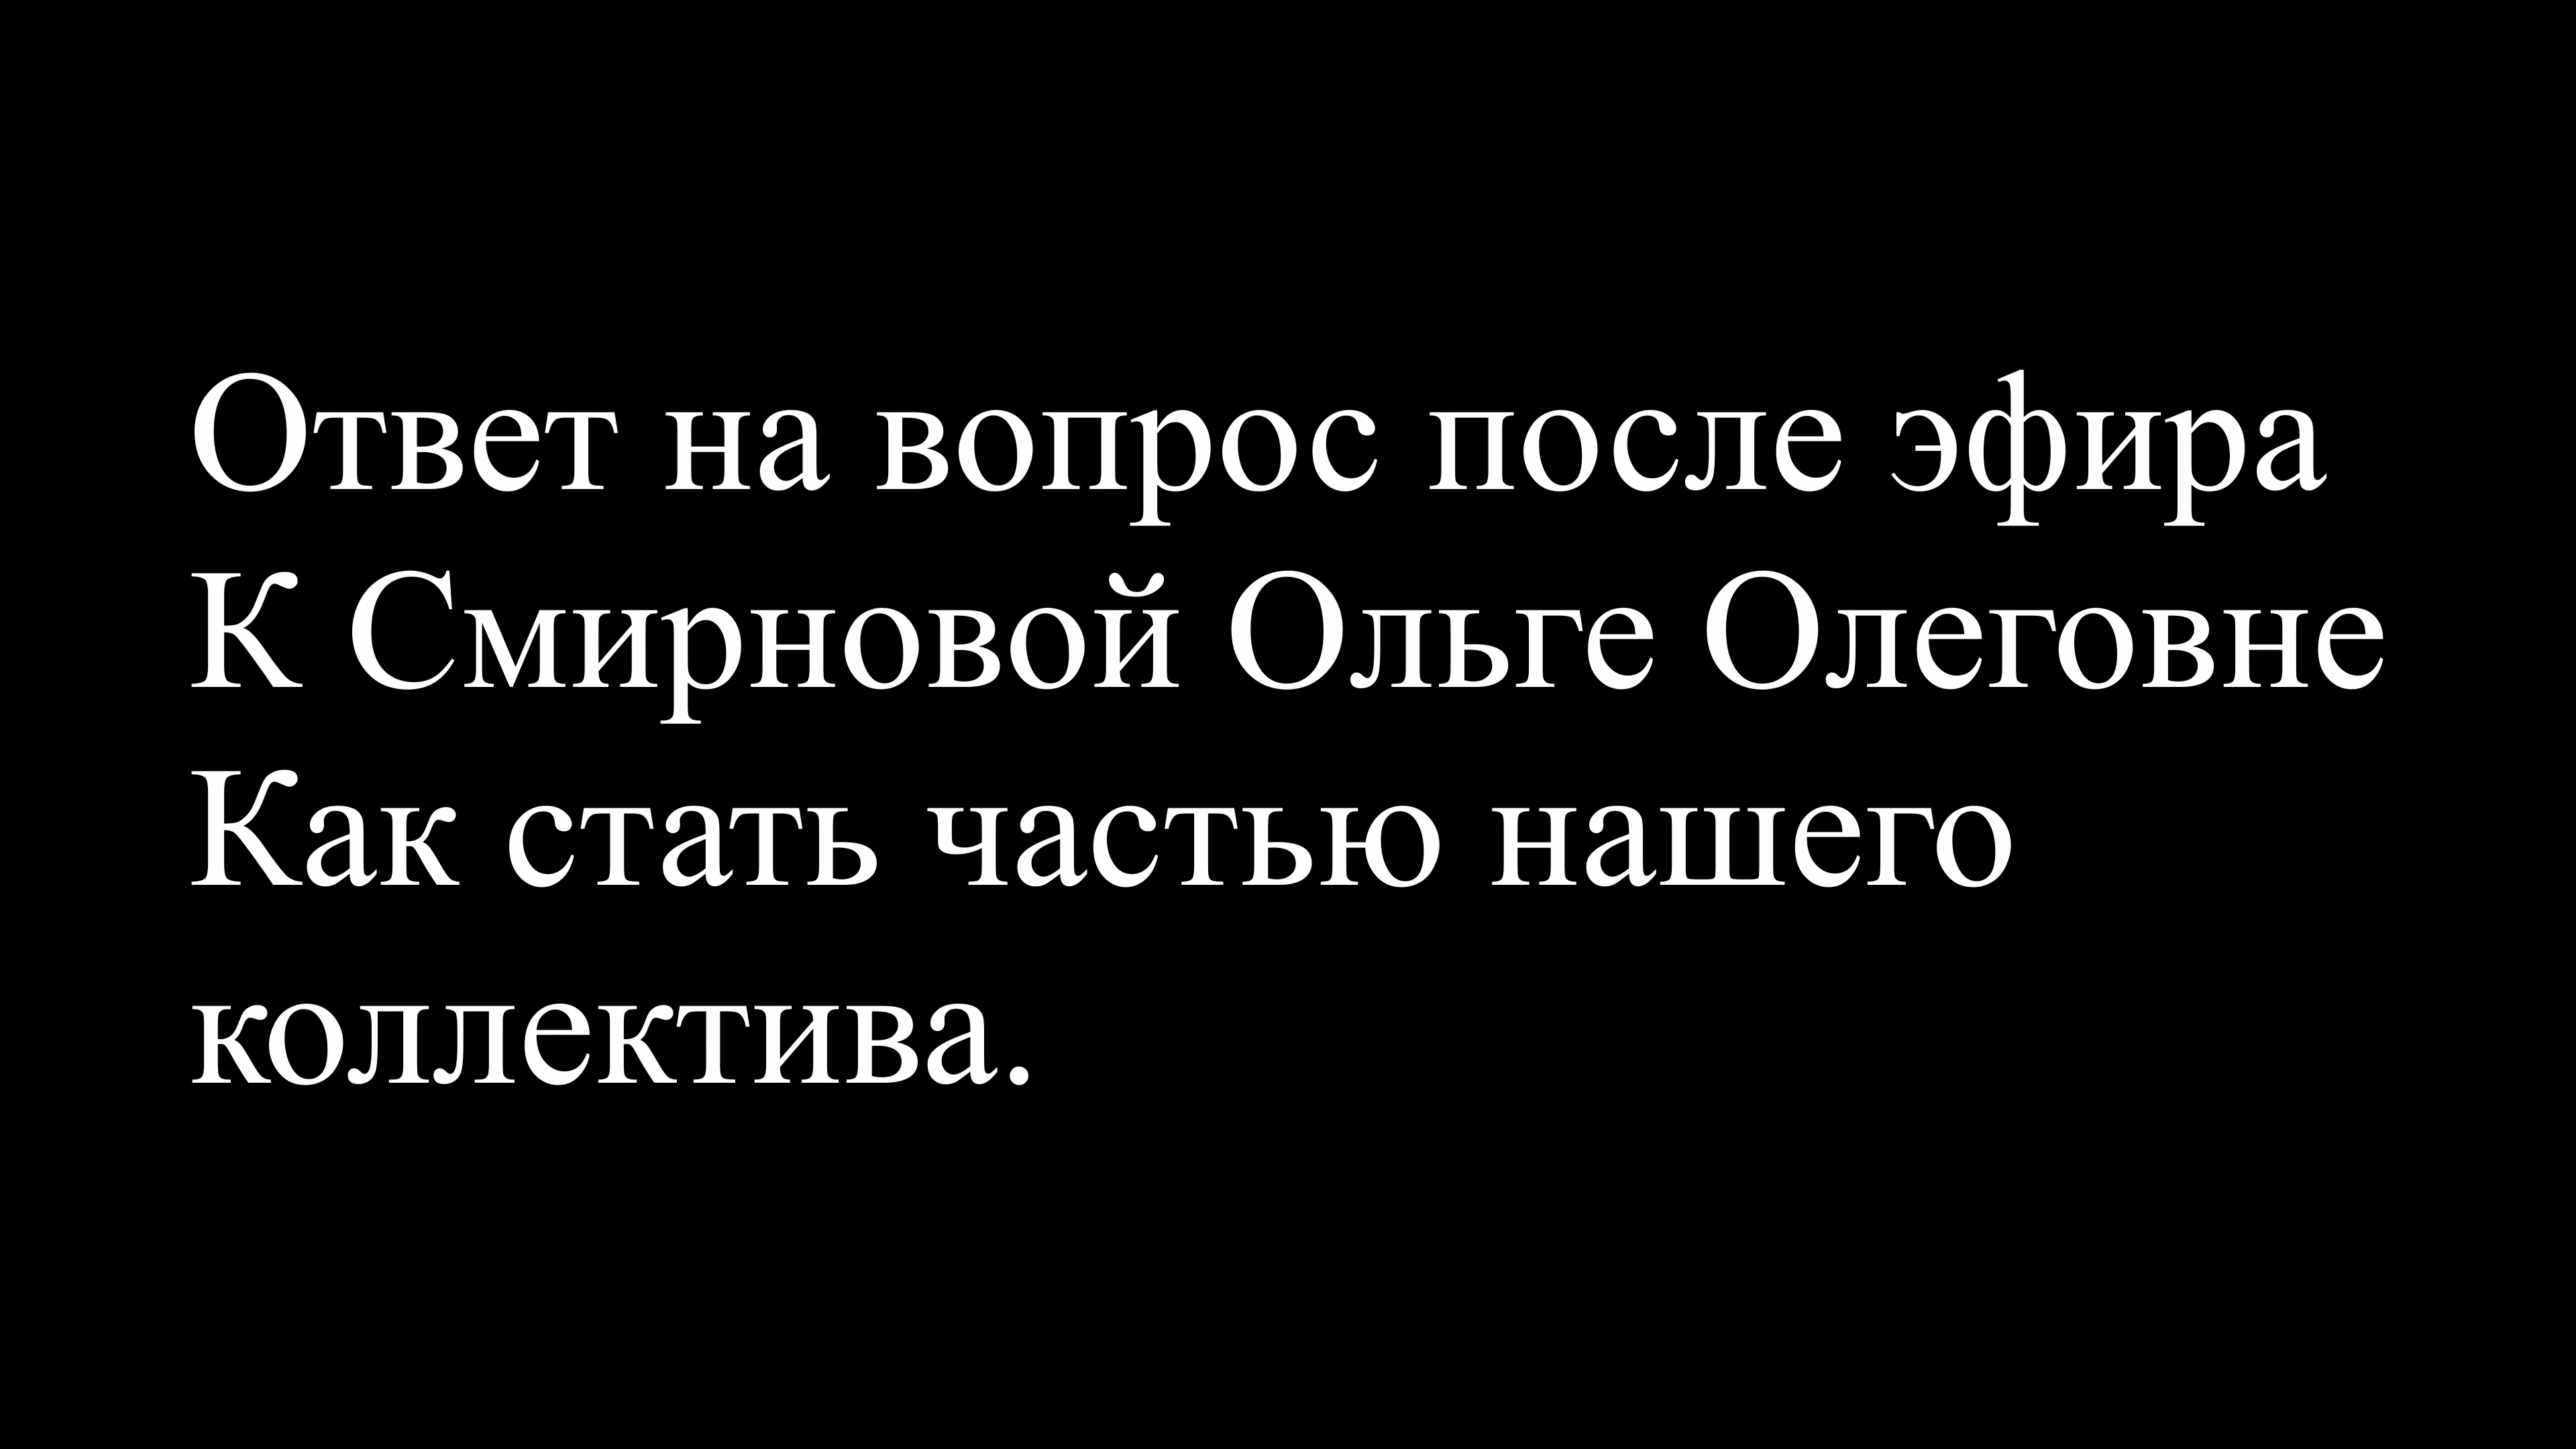 Ответ на вопрос после эфира
К Смирновой Ольге Олеговне
Как стать частью нашего
коллектива.